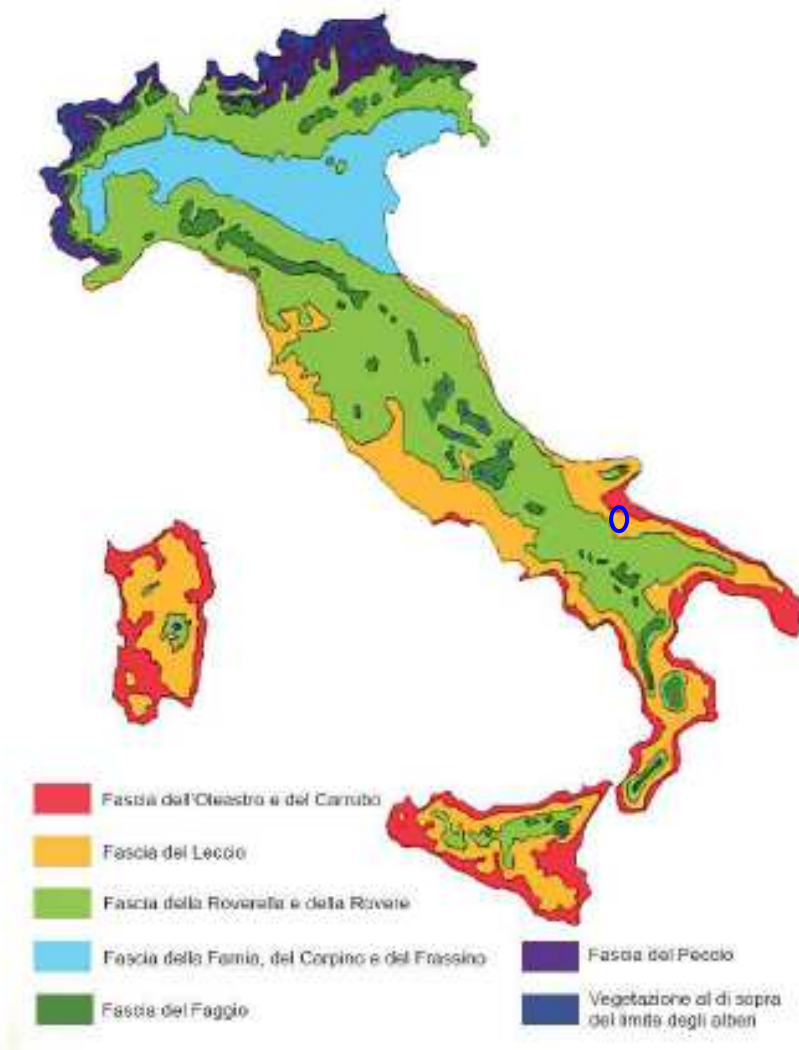 Fascia dell'Oleastro e del Carrubo
Fascia del Leccio
Fascia della Roverella e della Rovere
Fascia della Farnia, del Carpino e del Frassino
Fascia del Faggio
Fascia del Peccio
Vegetazione al di sopra
del limite degli alberi